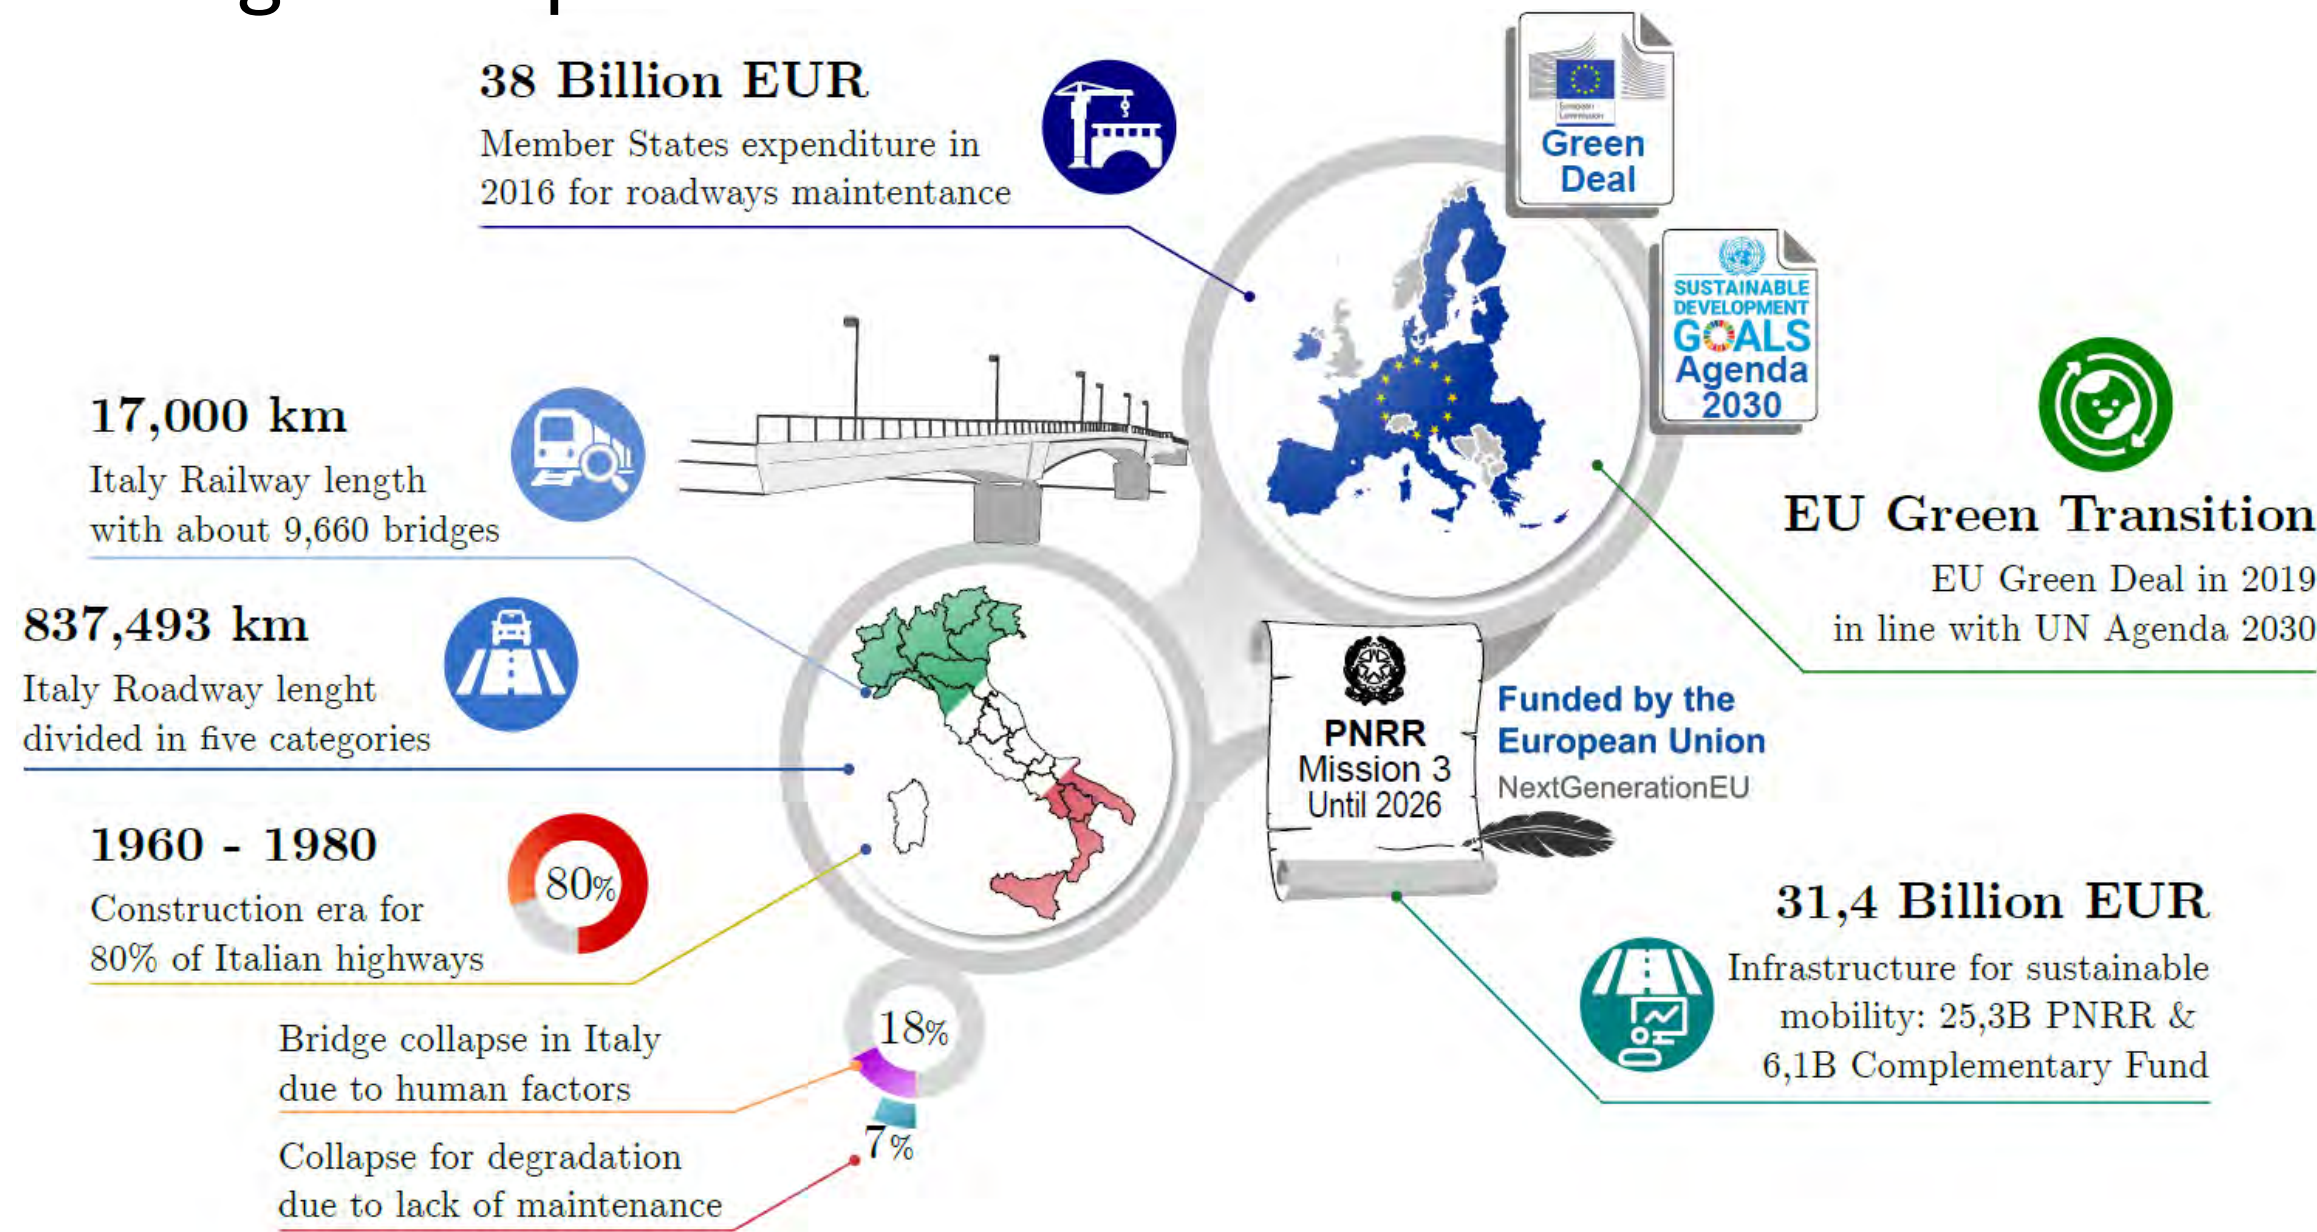 38 Billion EUR
Member States expenditure in
2016 for roadways maintentance
European
Commission
Green
Deal
SUSTAINABLE
DEVELOPMENT
GOALS
Agenda
2030
17,000 km
Italy Railway length
with about 9,660 bridges
EU Green Transition
EU Green Deal in 2019
in line with UN Agenda 2030
837,493 km
Italy Roadway lenght
divided in five categories
PNRR
Mission 3
Until 2026
Funded by the
European Union
NextGenerationEU
1960 - 1980
Construction era for
80% of Italian highways
80%
31,4 Billion EUR
Infrastructure for sustainable
mobility: 25,3B PNRR &
6,1B Complementary Fund
Bridge collapse in Italy
due to human factors
18%
Collapse for degradation
due to lack of maintenance
7%